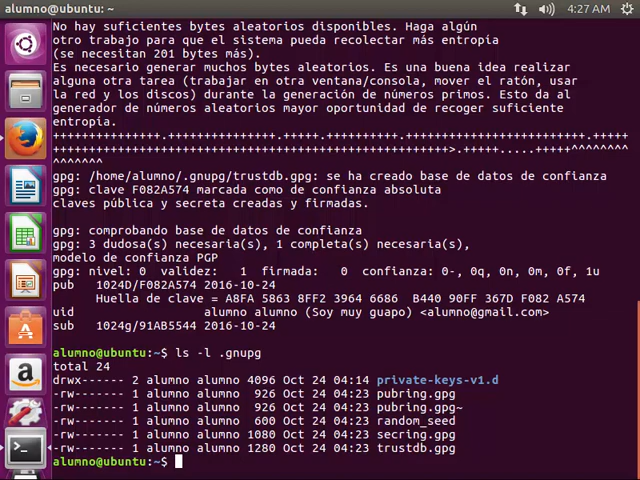 alumno@ubuntu: ~
4:27 AM
No hay suficientes bytes aleatorios disponibles. Haga algún
otro trabajo para que el sistema pueda recolectar más entropía
(se necesitan 201 bytes más).
Es necesario generar muchos bytes aleatorios. Es una buena idea realizar
alguna otra tarea (trabajar en otra ventana/consola, mover el ratón, usar
la red y los discos) durante la generación de números primos. Esto da al
generador de números aleatorios mayor oportunidad de recoger suficiente
entropía.
+++++++++++++++.+++++++++++++++.+++++.++++++++++.+++++++++++++++++++++++++.+++++
+++++++++++++++++++++++++++++++++++++++++++++++++++++++>.+++++.....+++++^^^^^^^^
^^^^^^^
gpg: /home/alumno/.gnupg/trustdb.gpg: se ha creado base de datos de confianza
gpg: clave F082A574 marcada como de confianza absoluta
claves pública y secreta creadas y firmadas.
gpg: comprobando base de datos de confianza
gpg: 3 dudosa(s) necesaria(s), 1 completa(s) necesaria(s),
modelo de confianza PGP
gpg: nivel: 0 validez: 1 firmada: 0 confianza: 0-, 0q, 0n, 0m, 0f, 1u
pub 1024D/F082A574 2016-10-24
Huella de clave = A8FA 5863 8FF2 3964 6686 B440 90FF 367D F082 A574
uid alumno alumno (Soy muy guapo) <alumno@gmail.com>
sub 1024g/91AB5544 2016-10-24
alumno@ubuntu:~$ ls -l .gnupg
total 24
drwx------ 2 alumno alumno 4096 Oct 24 04:14 private-keys-v1.d
-rw------- 1 alumno alumno 926 Oct 24 04:23 pubring.gpg
-rw------- 1 alumno alumno 926 Oct 24 04:23 pubring.gpg~
-rw------- 1 alumno alumno 600 Oct 24 04:23 random_seed
-rw------- 1 alumno alumno 1080 Oct 24 04:23 secring.gpg
-rw------- 1 alumno alumno 1280 Oct 24 04:23 trustdb.gpg
alumno@ubuntu:~$